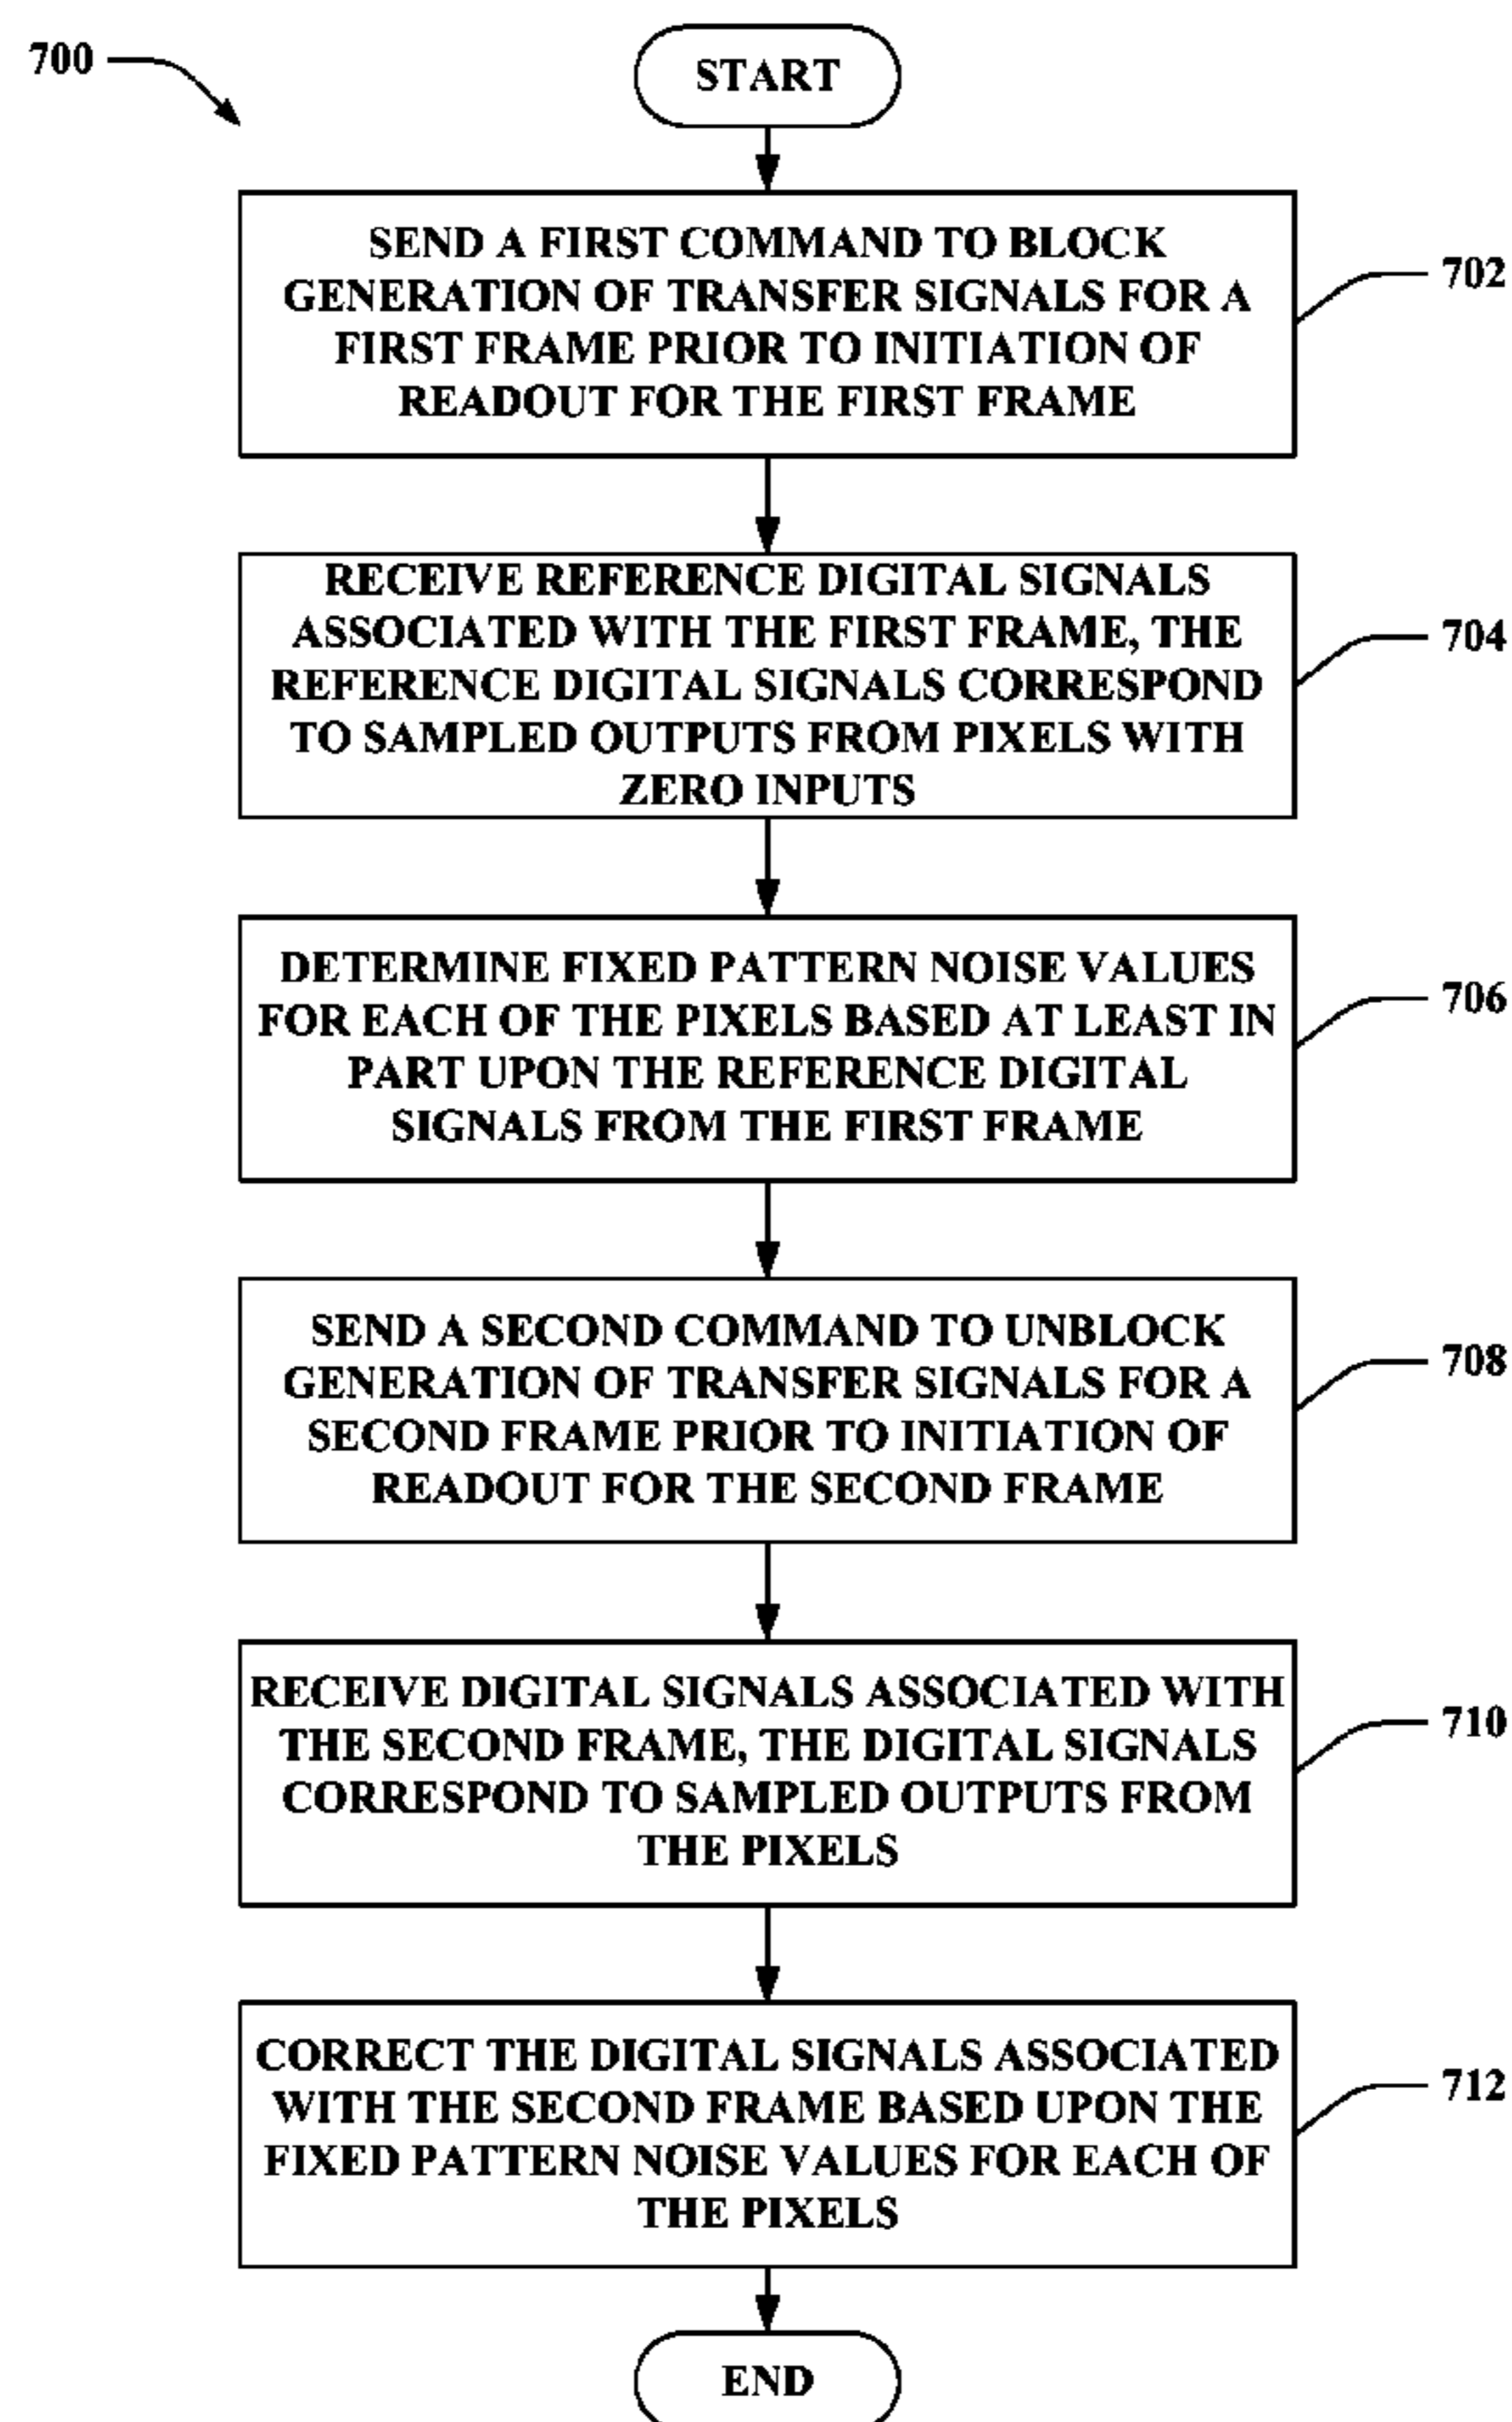 700
START
SEND A FIRST COMMAND TO BLOCK
GENERATION OF TRANSFER SIGNALS FOR A
FIRST FRAME PRIOR TO INITIATION OF
READOUT FOR THE FIRST FRAME
702
RECEIVE REFERENCE DIGITAL SIGNALS
ASSOCIATED WITH THE FIRST FRAME, THE
REFERENCE DIGITAL SIGNALS CORRESPOND
TO SAMPLED OUTPUTS FROM PIXELS WITH
ZERO INPUTS
704
DETERMINE FIXED PATTERN NOISE VALUES
FOR EACH OF THE PIXELS BASED AT LEAST IN
PART UPON THE REFERENCE DIGITAL
SIGNALS FROM THE FIRST FRAME
706
SEND A SECOND COMMAND TO UNBLOCK
GENERATION OF TRANSFER SIGNALS FOR A
SECOND FRAME PRIOR TO INITIATION OF
READOUT FOR THE SECOND FRAME
708
RECEIVE DIGITAL SIGNALS ASSOCIATED WITH
THE SECOND FRAME, THE DIGITAL SIGNALS
CORRESPOND TO SAMPLED OUTPUTS FROM
THE PIXELS
710
CORRECT THE DIGITAL SIGNALS ASSOCIATED
WITH THE SECOND FRAME BASED UPON THE
FIXED PATTERN NOISE VALUES FOR EACH OF
THE PIXELS
712
END